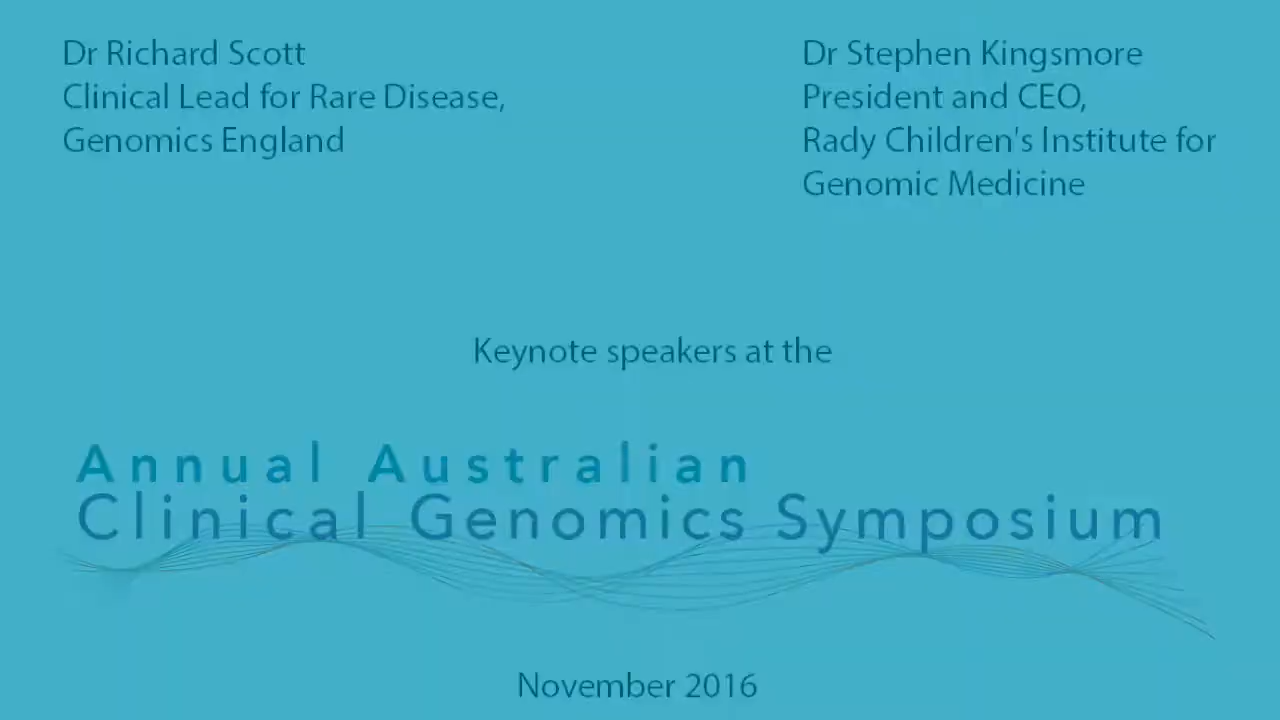 Dr Richard Scott
Clinical Lead for Rare Disease,
Genomics England
Dr Stephen Kingsmore
President and CEO,
Rady Children's Institute for
Genomic Medicine
Keynote speakers at the
Annual Australian
Clinical Genomics Symposium
November 2016